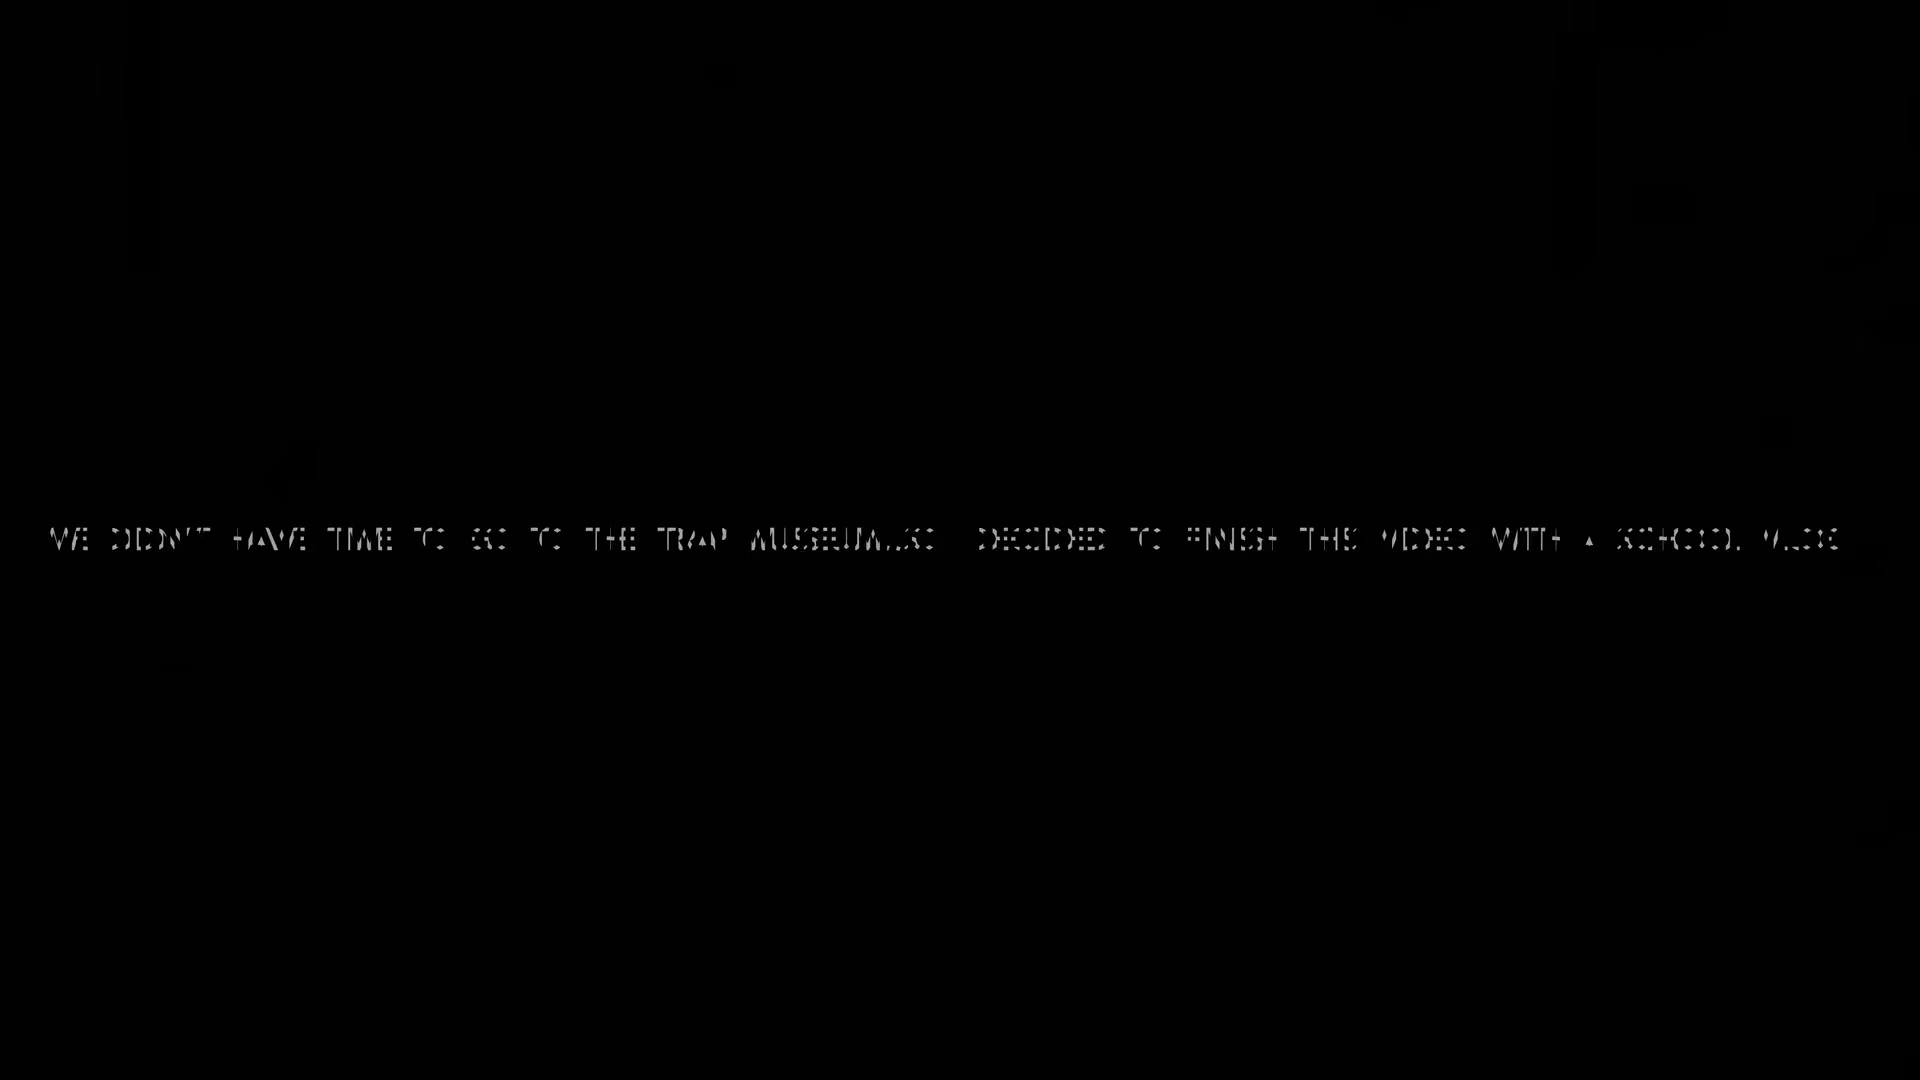 WE DIDN'T HAVE TIME TO GO TO THE TRAP MUSEUM...SO I DECIDED TO FINISH THIS VIDEO WITH A SCHOOL VLOG